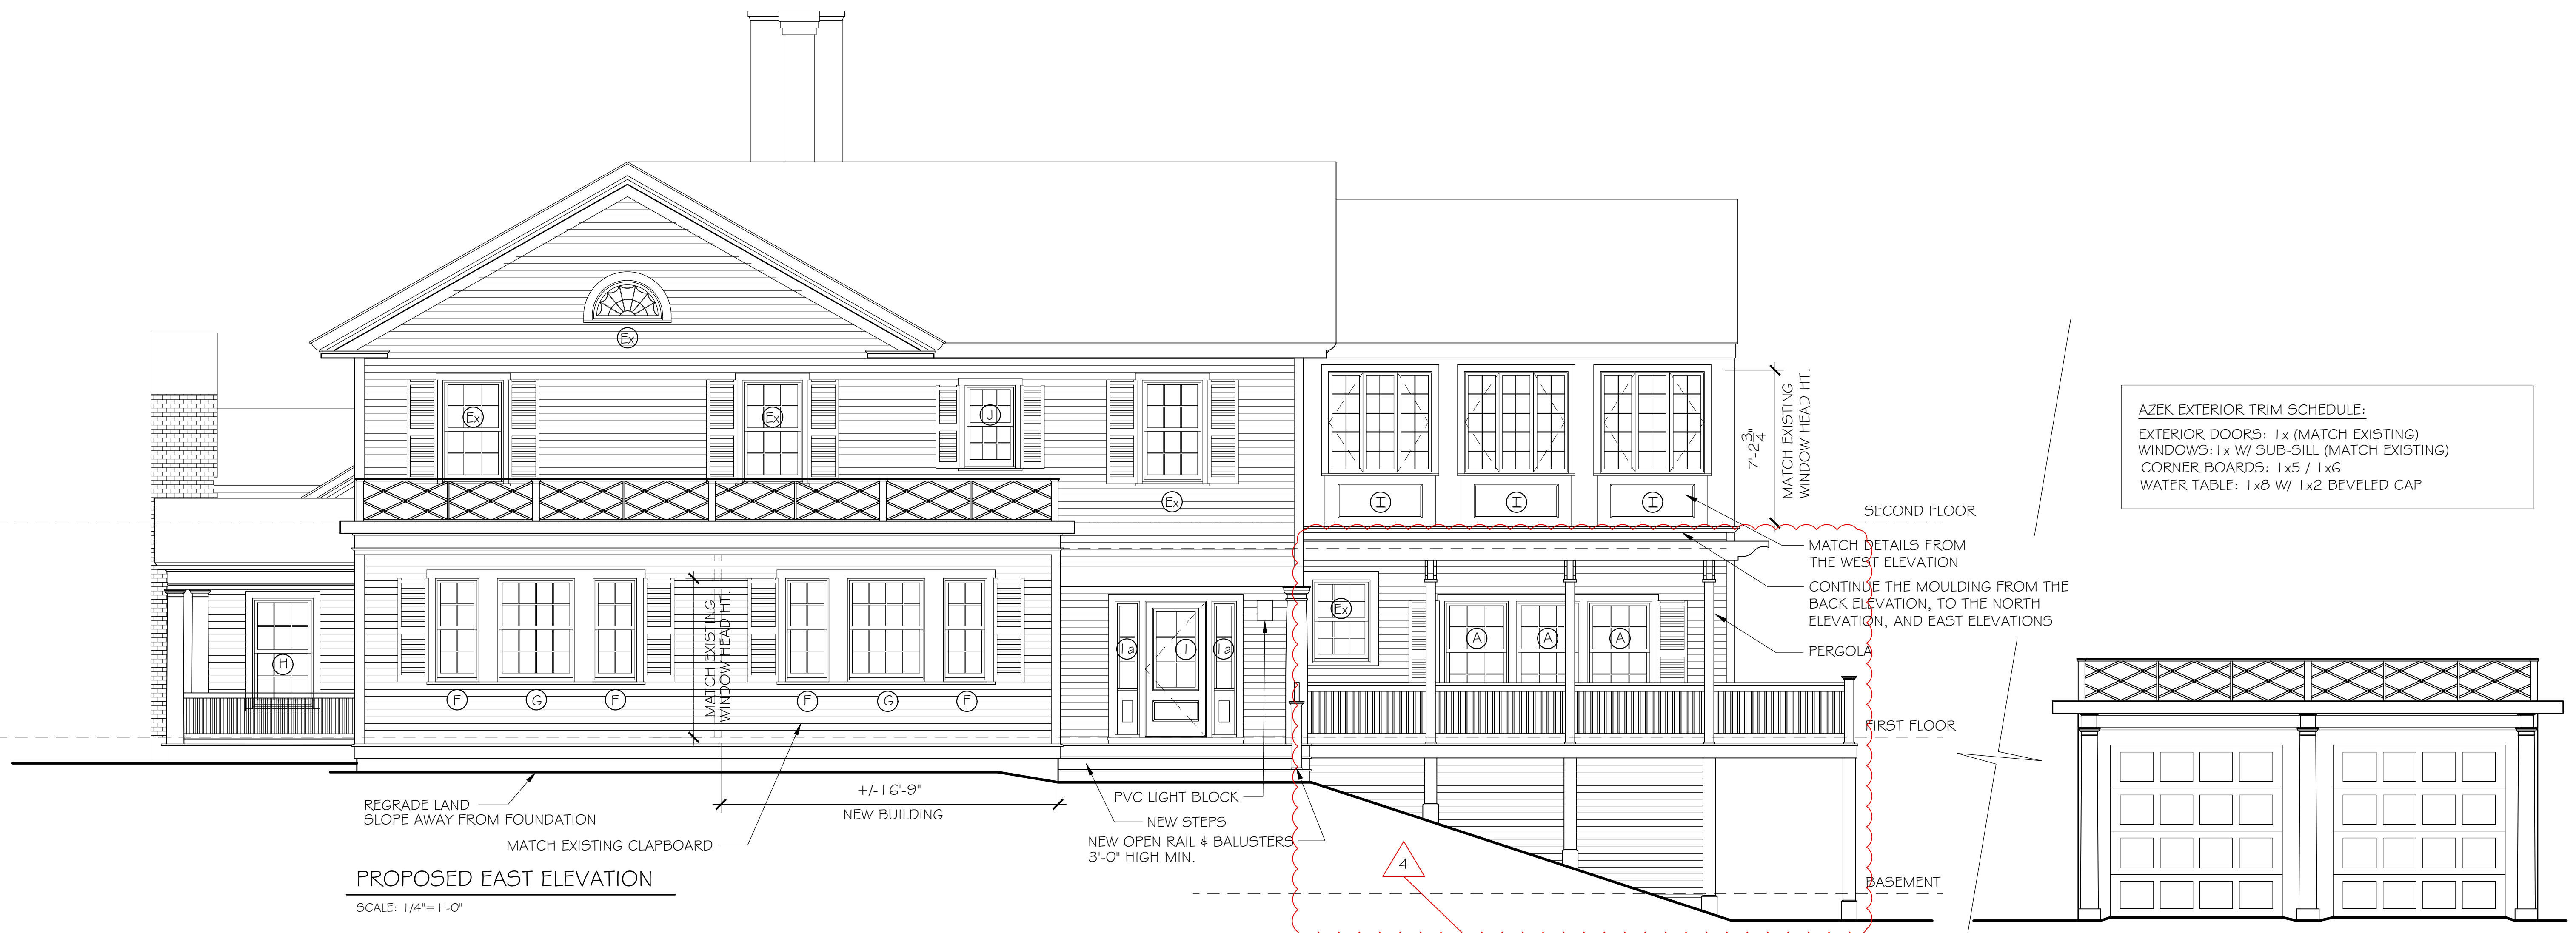 Ex
Ex
Ex
J
Ex
I
I
I
7'-2 3/4"
MATCH EXISTING
WINDOW HEAD HT.
AZEK EXTERIOR TRIM SCHEDULE:
EXTERIOR DOORS: 1x (MATCH EXISTING)
WINDOWS: 1x W/ SUB-SILL (MATCH EXISTING)
CORNER BOARDS: 1x5 / 1x6
WATER TABLE: 1x8 W/ 1x2 BEVELED CAP
SECOND FLOOR
MATCH DETAILS FROM
THE WEST ELEVATION
CONTINUE THE MOULDING FROM THE
BACK ELEVATION, TO THE NORTH
ELEVATION, AND EAST ELEVATIONS
PERGOLA
Ex
A
A
A
H
1a
1
1a
F
G
F
MATCH EXISTING
WINDOW HEAD HT.
F
G
F
FIRST FLOOR
+/-16'-9"
NEW BUILDING
REGRADE LAND
SLOPE AWAY FROM FOUNDATION
MATCH EXISTING CLAPBOARD
PVC LIGHT BLOCK
NEW STEPS
NEW OPEN RAIL & BALUSTERS
3'-0" HIGH MIN.
4
BASEMENT
PROPOSED EAST ELEVATION
SCALE: 1/4"=1'-0"